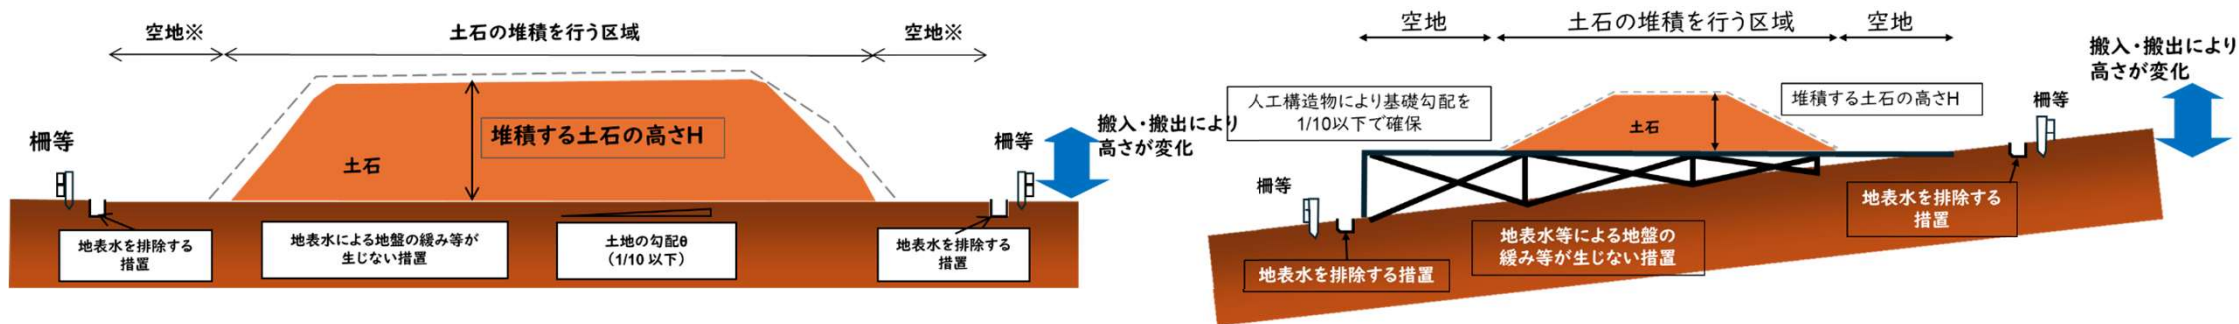 空地※
土石の堆積を行う区域
空地※
堆積する土石の高さH
土石
柵等
柵等
搬入・搬出により
高さが変化
地表水を排除する
措置
地表水による地盤の緩み等が
生じない措置
土地の勾配θ
(1/10 以下)
地表水を排除する
措置
空地
土石の堆積を行う区域
空地
搬入・搬出により
高さが変化
人工構造物により基礎勾配を
1/10以下で確保
堆積する土石の高さH
土石
柵等
柵等
地表水を排除する
措置
地表水等による地盤の
緩み等が生じない措置
地表水を排除する措置